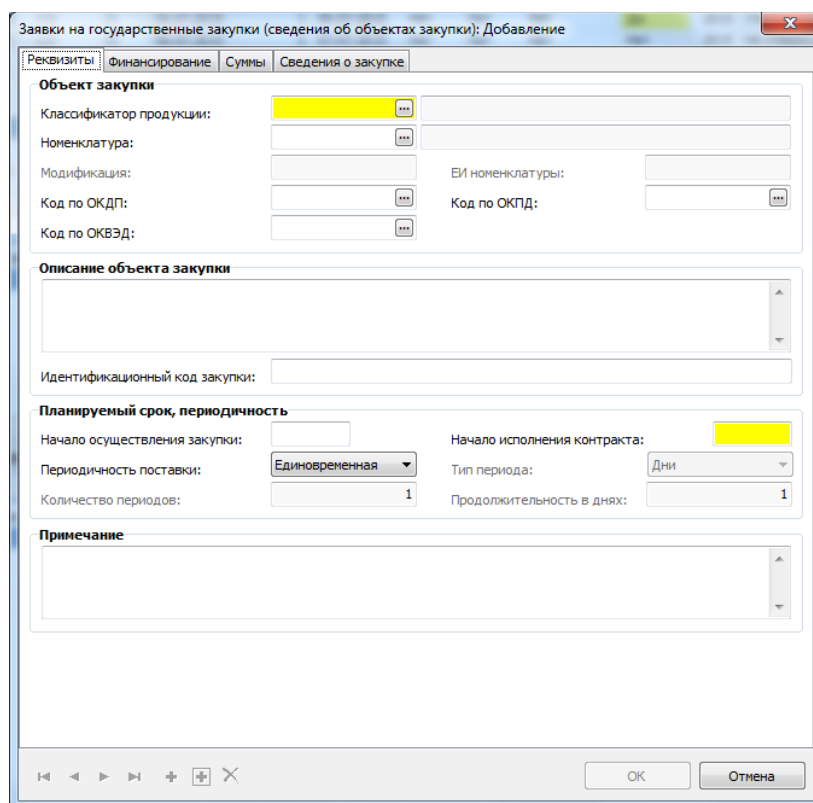 Заявки на государственные закупки (сведения об объектах закупки): Добавление
Реквизиты Финансирование Суммы Сведения о закупке
Объект закупки
Классификатор продукции: ...
Номенклатура: ...
Модификация: ЕИ номенклатуры:
Код по ОКДП: ... Код по ОКПД: ...
Код по ОКВЭД: ...
Описание объекта закупки
Идентификационный код закупки:
Планируемый срок, периодичность
Начало осуществления закупки: Начало исполнения контракта:
Периодичность поставки: Единовременная Тип периода: Дни
Количество периодов: 1 Продолжительность в днях: 1
Примечание
OK Отмена